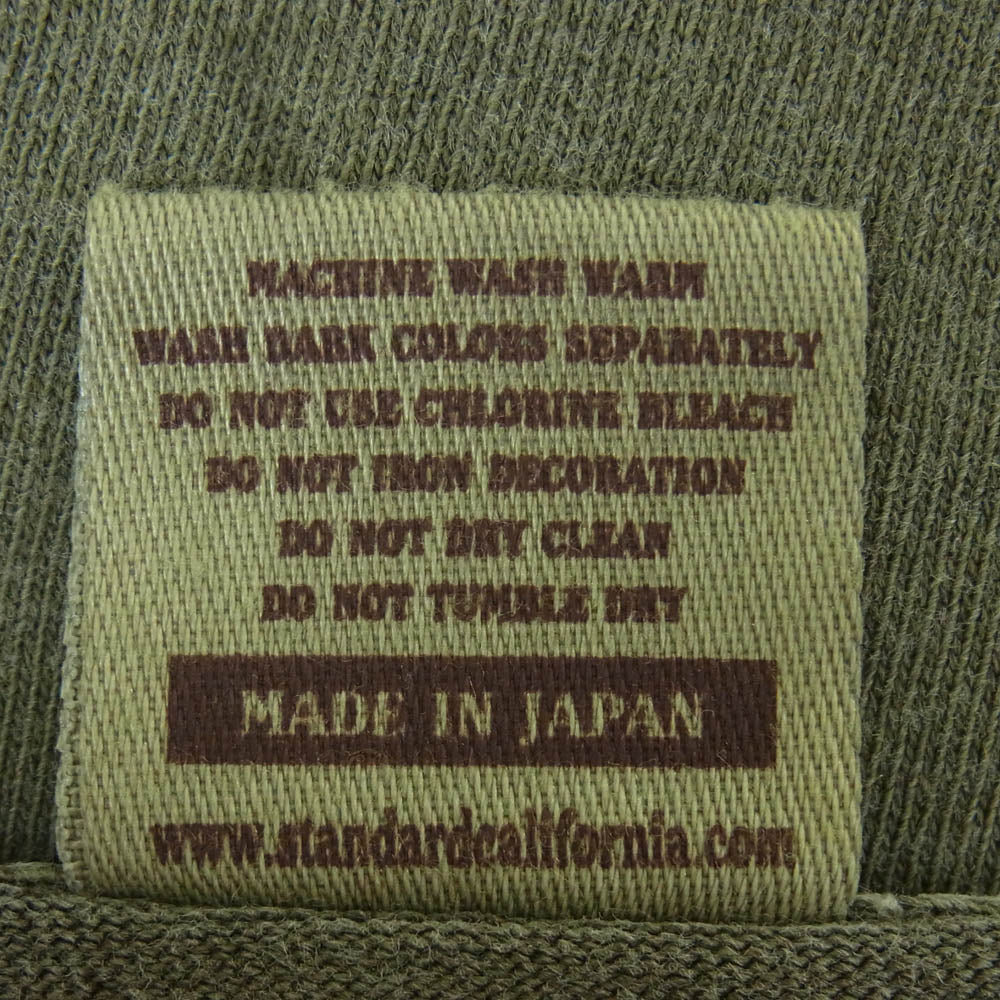 MACHINE WASH WARM
WASH DARK COLORS SEPARATELY
DO NOT USE CHLORINE BLEACH
DO NOT IRON DECORATION
DO NOT DRY CLEAN
DO NOT TUMBLE DRY
MADE IN JAPAN
www.standardcalifornia.com